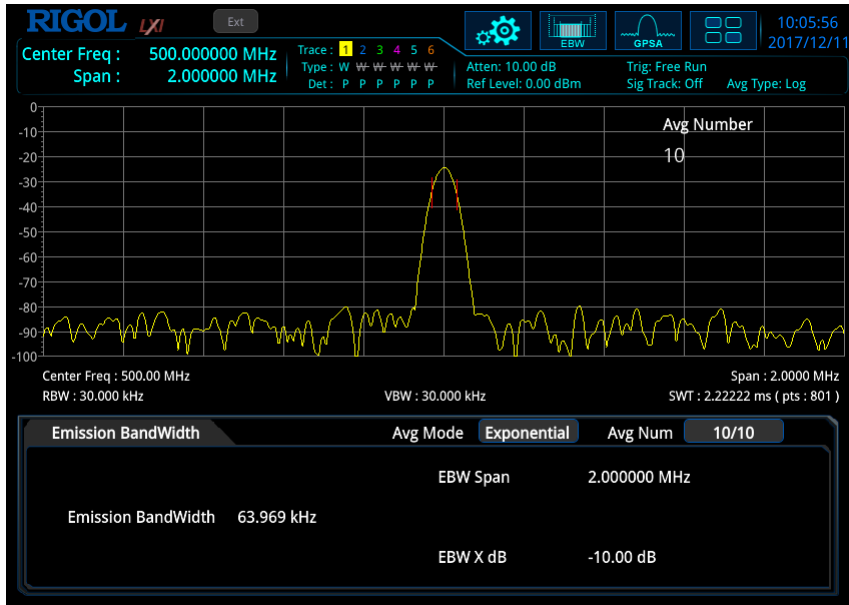 RIGOL LXI Ext
10:05:56
2017/12/11
EBW
GPSA
Center Freq : 500.000000 MHz
Span : 2.000000 MHz
Trace : 1 2 3 4 5 6
Type : W W W W W W
Det : P P P P P P
Atten: 10.00 dB
Ref Level: 0.00 dBm
Trig: Free Run
Sig Track: Off Avg Type: Log
Avg Number
10
0
-10
-20
-30
-40
-50
-60
-70
-80
-90
-100
Center Freq : 500.00 MHz Span : 2.0000 MHz
RBW : 30.000 kHz VBW : 30.000 kHz SWT : 2.22222 ms ( pts : 801 )
Emission BandWidth Avg Mode Exponential Avg Num 10/10
EBW Span 2.000000 MHz
Emission BandWidth 63.969 kHz
EBW X dB -10.00 dB